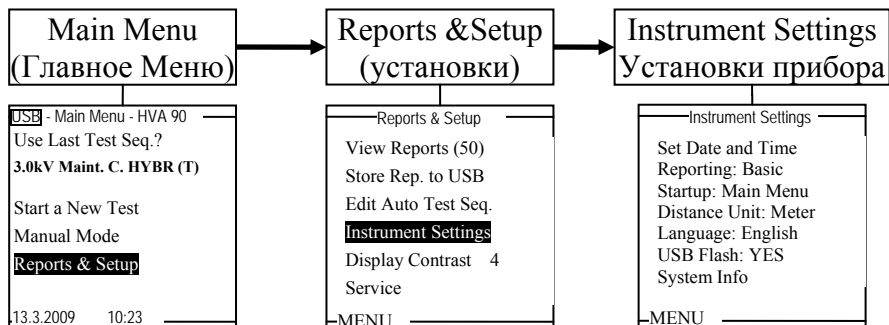 Main Menu
(Главное Меню)
Reports &Setup
(установки)
Instrument Settings
Установки прибора
USB - Main Menu - HVA 90
Use Last Test Seq.?
3.0kV Maint. C. HYBR (T)
Start a New Test
Manual Mode
Reports & Setup
13.3.2009 10:23
Reports & Setup
View Reports (50)
Store Rep. to USB
Edit Auto Test Seq.
Instrument Settings
Display Contrast 4
Service
MENU
Instrument Settings
Set Date and Time
Reporting: Basic
Startup: Main Menu
Distance Unit: Meter
Language: English
USB Flash: YES
System Info
MENU